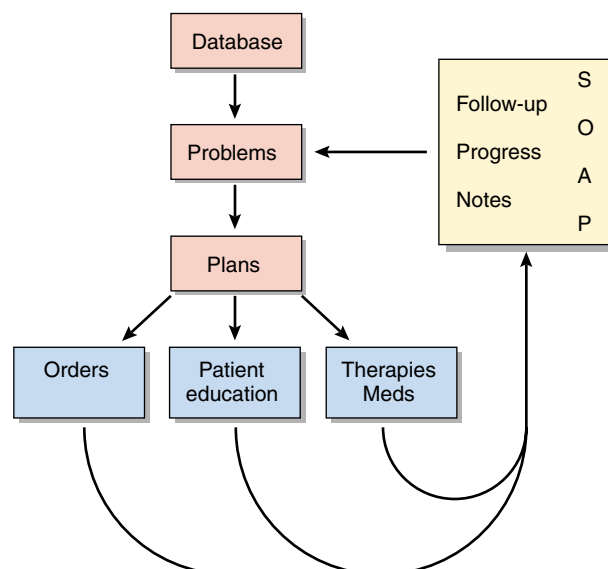 Database
Problems
Plans
Orders
Patient
education
Therapies
Meds
Follow-up
Progress
Notes
S
O
A
P